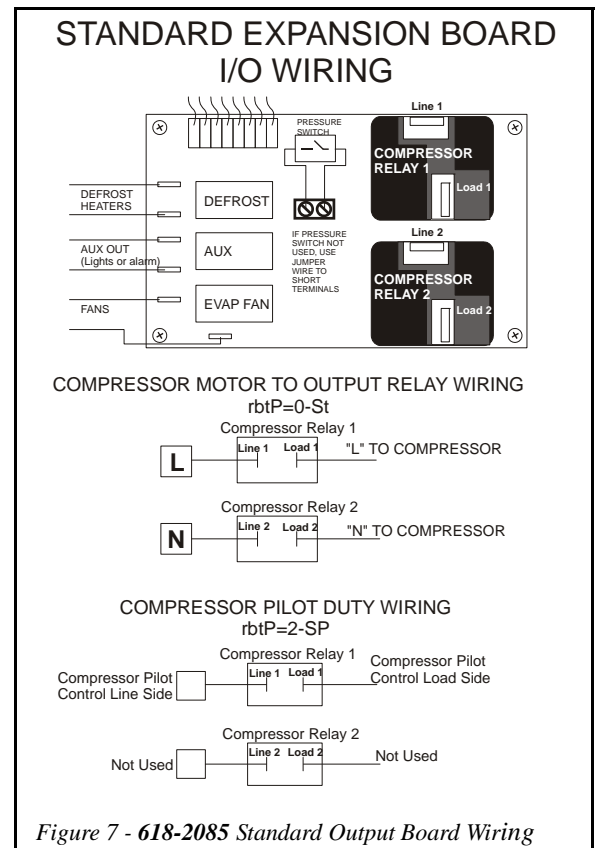 STANDARD EXPANSION BOARD
I/O WIRING
Line 1
PRESSURE
SWITCH
COMPRESSOR
RELAY 1
Load 1
DEFROST
HEATERS
DEFROST
AUX OUT
(Lights or alarm)
AUX
IF PRESSURE
SWITCH NOT
USED, USE
JUMPER
WIRE TO
SHORT
TERMINALS
Line 2
COMPRESSOR
RELAY 2
Load 2
FANS
EVAP FAN
COMPRESSOR MOTOR TO OUTPUT RELAY WIRING
rbtP=0-St
Compressor Relay 1
L
Line 1
Load 1
"L" TO COMPRESSOR
Compressor Relay 2
N
Line 2
Load 2
"N" TO COMPRESSOR
COMPRESSOR PILOT DUTY WIRING
rbtP=2-SP
Compressor Relay 1
Compressor Pilot
Control Line Side
Line 1
Load 1
Compressor Pilot
Control Load Side
Compressor Relay 2
Not Used
Line 2
Load 2
Not Used
Figure 7 - 618-2085 Standard Output Board Wiring